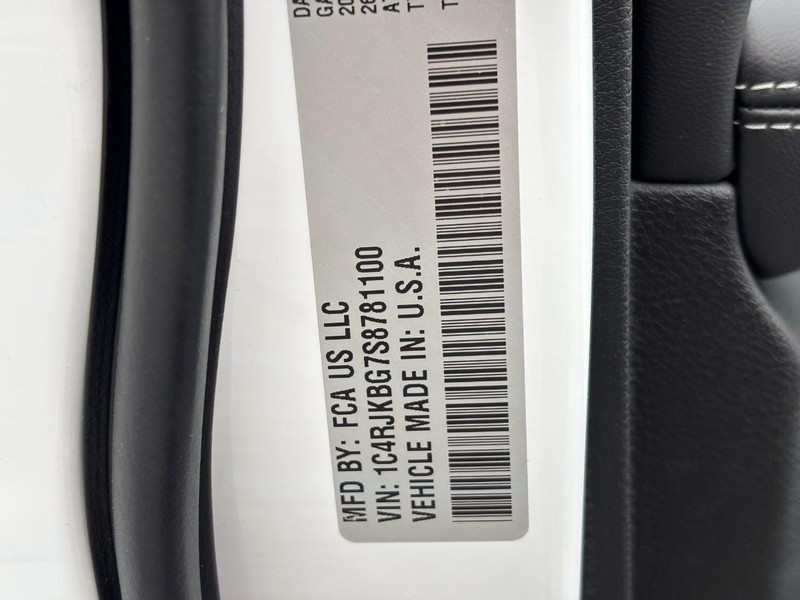 MFD BY: FCA US LLC
VIN: 1C4RJKBG7S8781100
VEHICLE MADE IN: U.S.A.